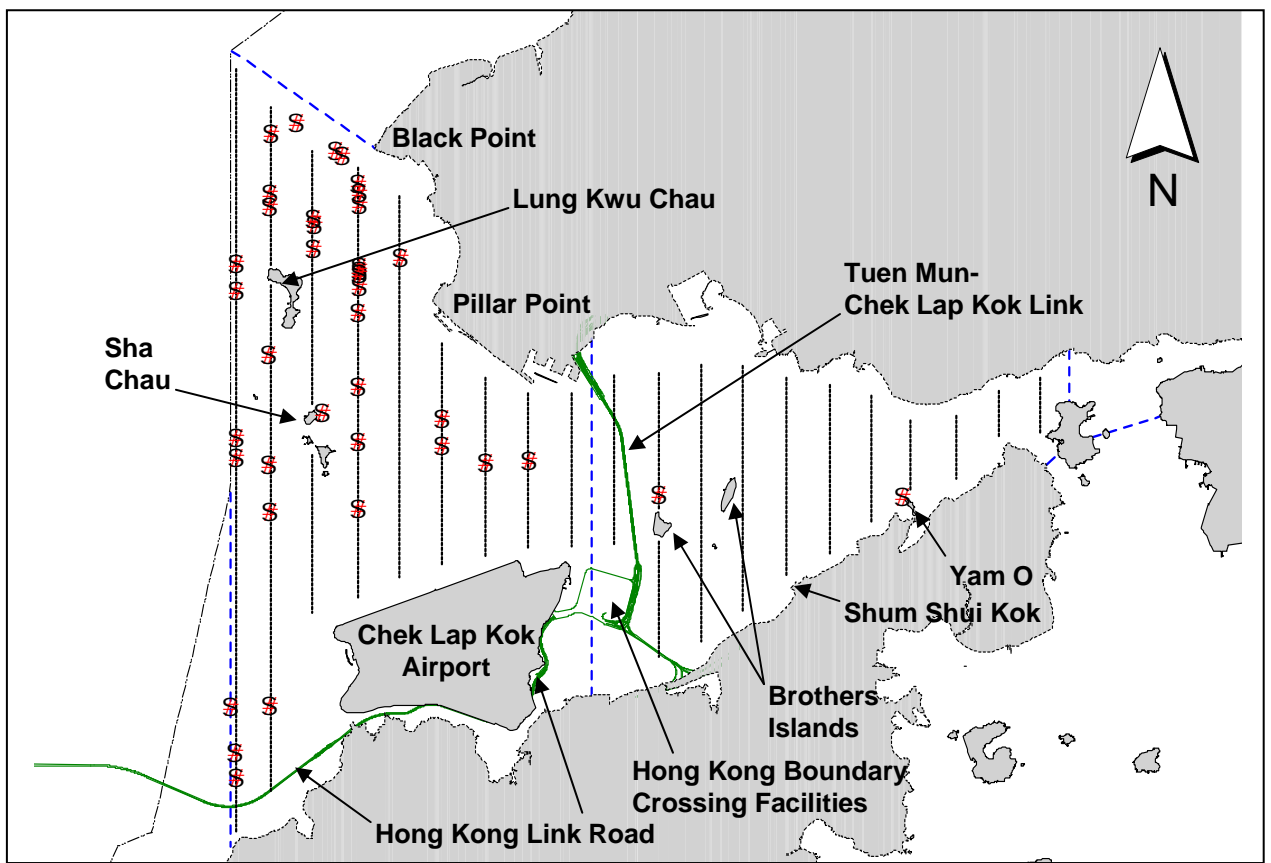 Black Point
N
Lung Kwu Chau
Tuen Mun-
Chek Lap Kok Link
Pillar Point
Sha
Chau
Yam O
Shum Shui Kok
Chek Lap Kok
Airport
Brothers
Islands
Hong Kong Boundary
Crossing Facilities
Hong Kong Link Road